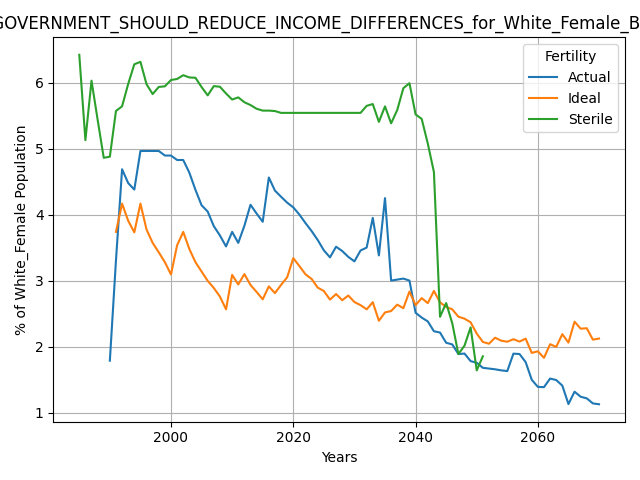 GOVERNMENT_SHOULD_REDUCE_INCOME_DIFFERENCES_for_White_Female_B
% of White_Female Population
6
5
4
3
2
1
Fertility
Actual
Ideal
Sterile
2000
2020
2040
2060
Years